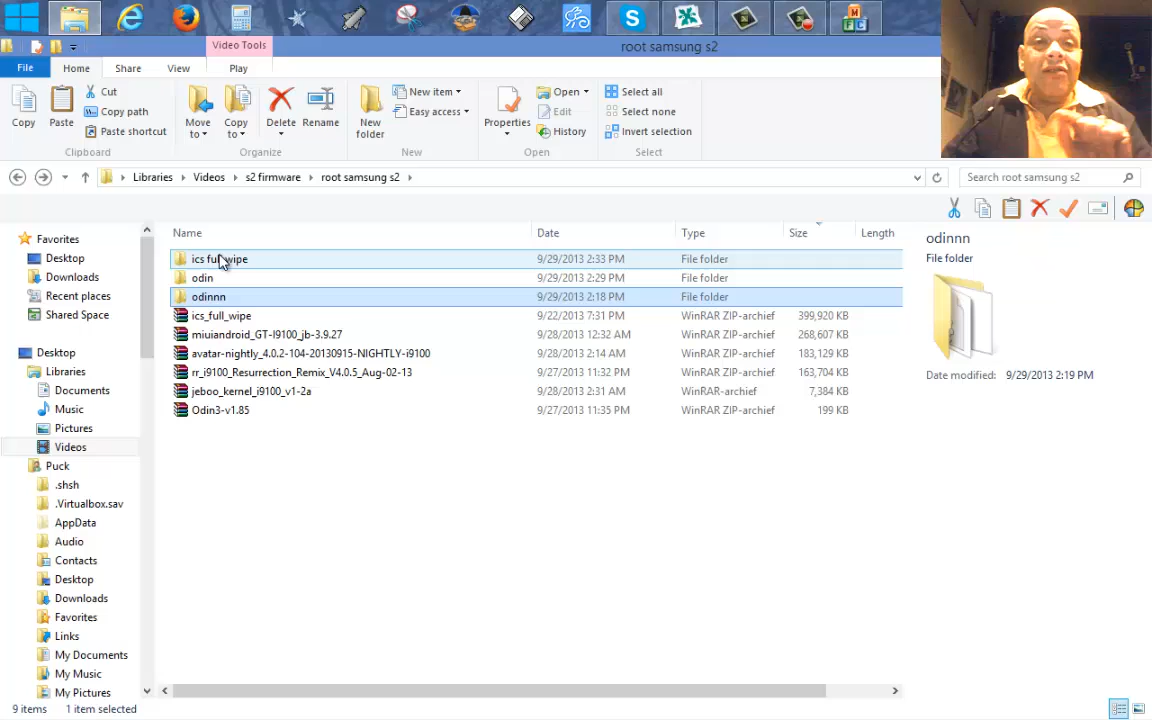 Video Tools
root samsung s2
File
Home
Share
View
Play
Copy
Paste
Cut
Copy path
Paste shortcut
Clipboard
Move to
Copy to
Delete
Rename
Organize
New folder
New item
Easy access
New
Properties
Open
Edit
History
Open
Select all
Select none
Invert selection
Select
Libraries
Videos
s2 firmware
root samsung s2
Search root samsung s2
Name
Date
Type
Size
Length
ics full wipe 9/29/2013 2:33 PM File folder
odin 9/29/2013 2:29 PM File folder
odinnn 9/29/2013 2:18 PM File folder
ics_full_wipe 9/22/2013 7:31 PM WinRAR ZIP-archief 399,920 KB
miuiandroid_GT-I9100_jb-3.9.27 9/28/2013 12:32 AM WinRAR ZIP-archief 268,607 KB
avatar-nightly_4.0.2-104-20130915-NIGHTLY-i9100 9/28/2013 2:14 AM WinRAR ZIP-archief 183,129 KB
rr_i9100_Resurrection_Remix_V4.0.5_Aug-02-13 9/27/2013 11:32 PM WinRAR ZIP-archief 163,704 KB
jeboo_kernel_i9100_v1-2a 9/28/2013 2:31 AM WinRAR-archief 7,384 KB
Odin3-v1.85 9/27/2013 11:35 PM WinRAR ZIP-archief 199 KB
Favorites
Desktop
Downloads
Recent places
Shared Space
Desktop
Libraries
Documents
Music
Pictures
Videos
Puck
.shsh
.Virtualbox.sav
AppData
Audio
Contacts
Desktop
Downloads
Favorites
Links
My Documents
My Music
My Pictures
odinnn
File folder
Date modified: 9/29/2013 2:19 PM
9 items
1 item selected